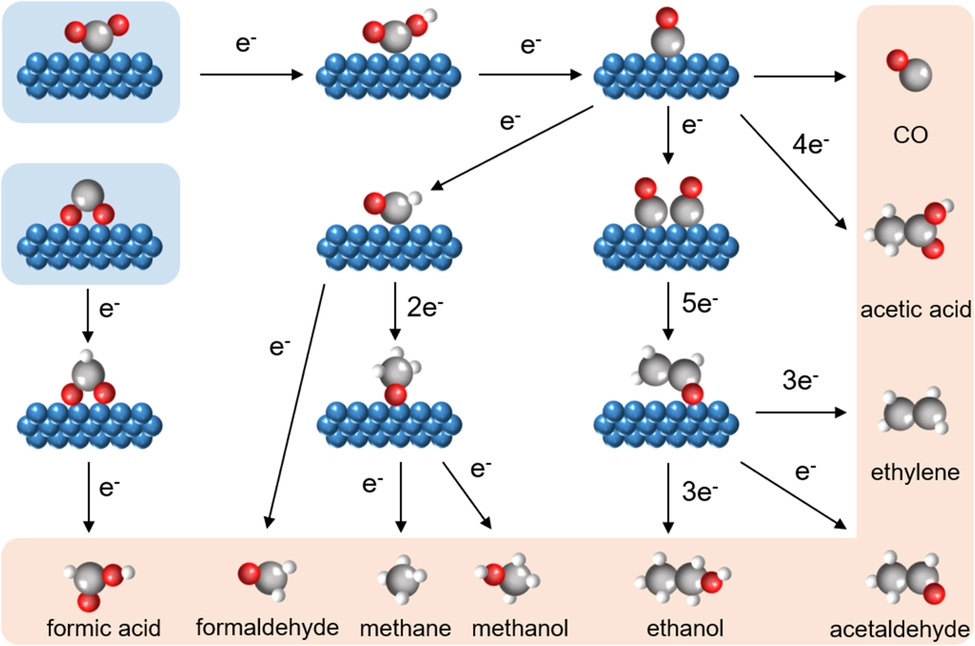 e-
e-
CO
e-
e-
4e-
acetic acid
e-
2e-
5e-
e-
3e-
ethylene
e-
e-
e-
3e-
e-
formic acid
formaldehyde
methane
methanol
ethanol
acetaldehyde